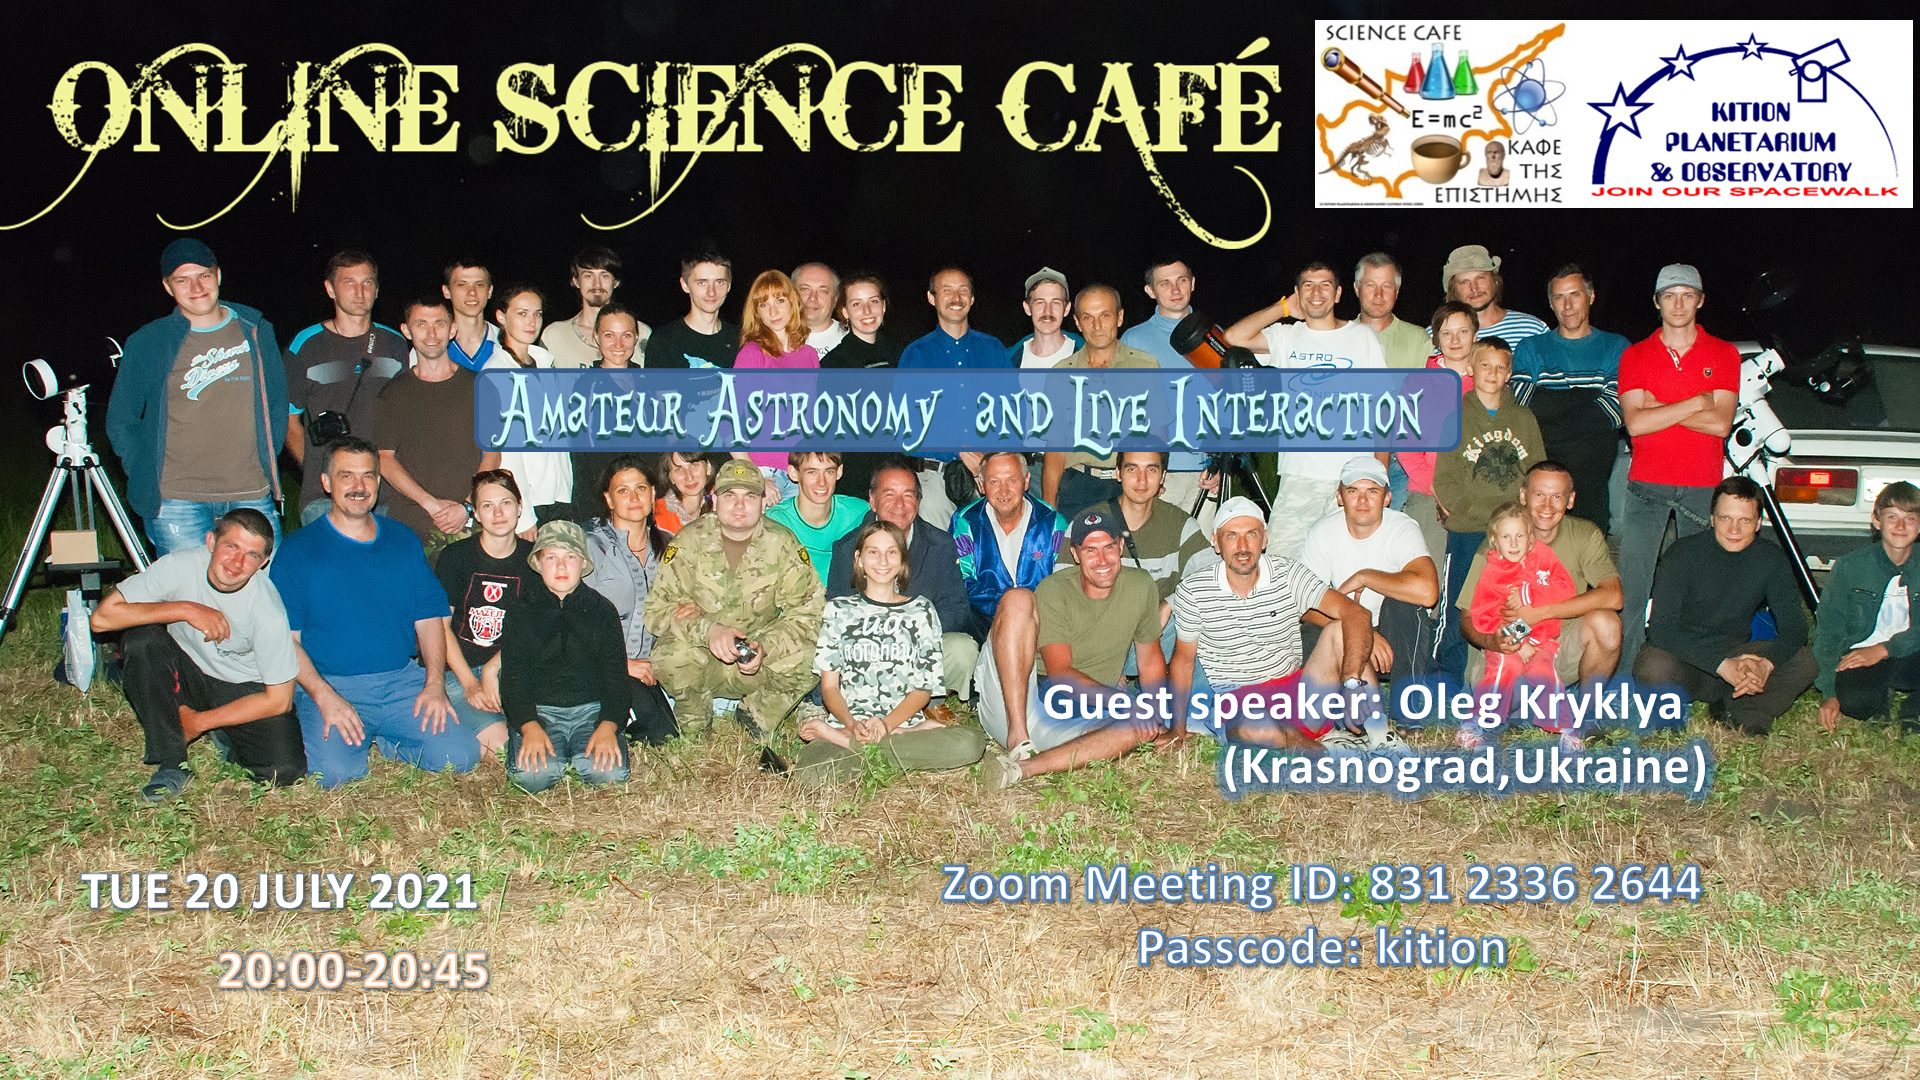 ONLINE SCIENCE CAFÉ
SCIENCE CAFE
E=mc²
ΚΑΦΕ
ΤΗΣ
ΕΠΙΣΤΗΜΗΣ
KITION
PLANETARIUM
& OBSERVATORY
JOIN OUR SPACEWALK
AMATEUR ASTRONOMY AND LIVE INTERACTION
ASTRO
Kingdom
Guest speaker: Oleg Kryklya
(Krasnograd,Ukraine)
TUE 20 JULY 2021
20:00-20:45
Zoom Meeting ID: 831 2336 2644
Passcode: kition